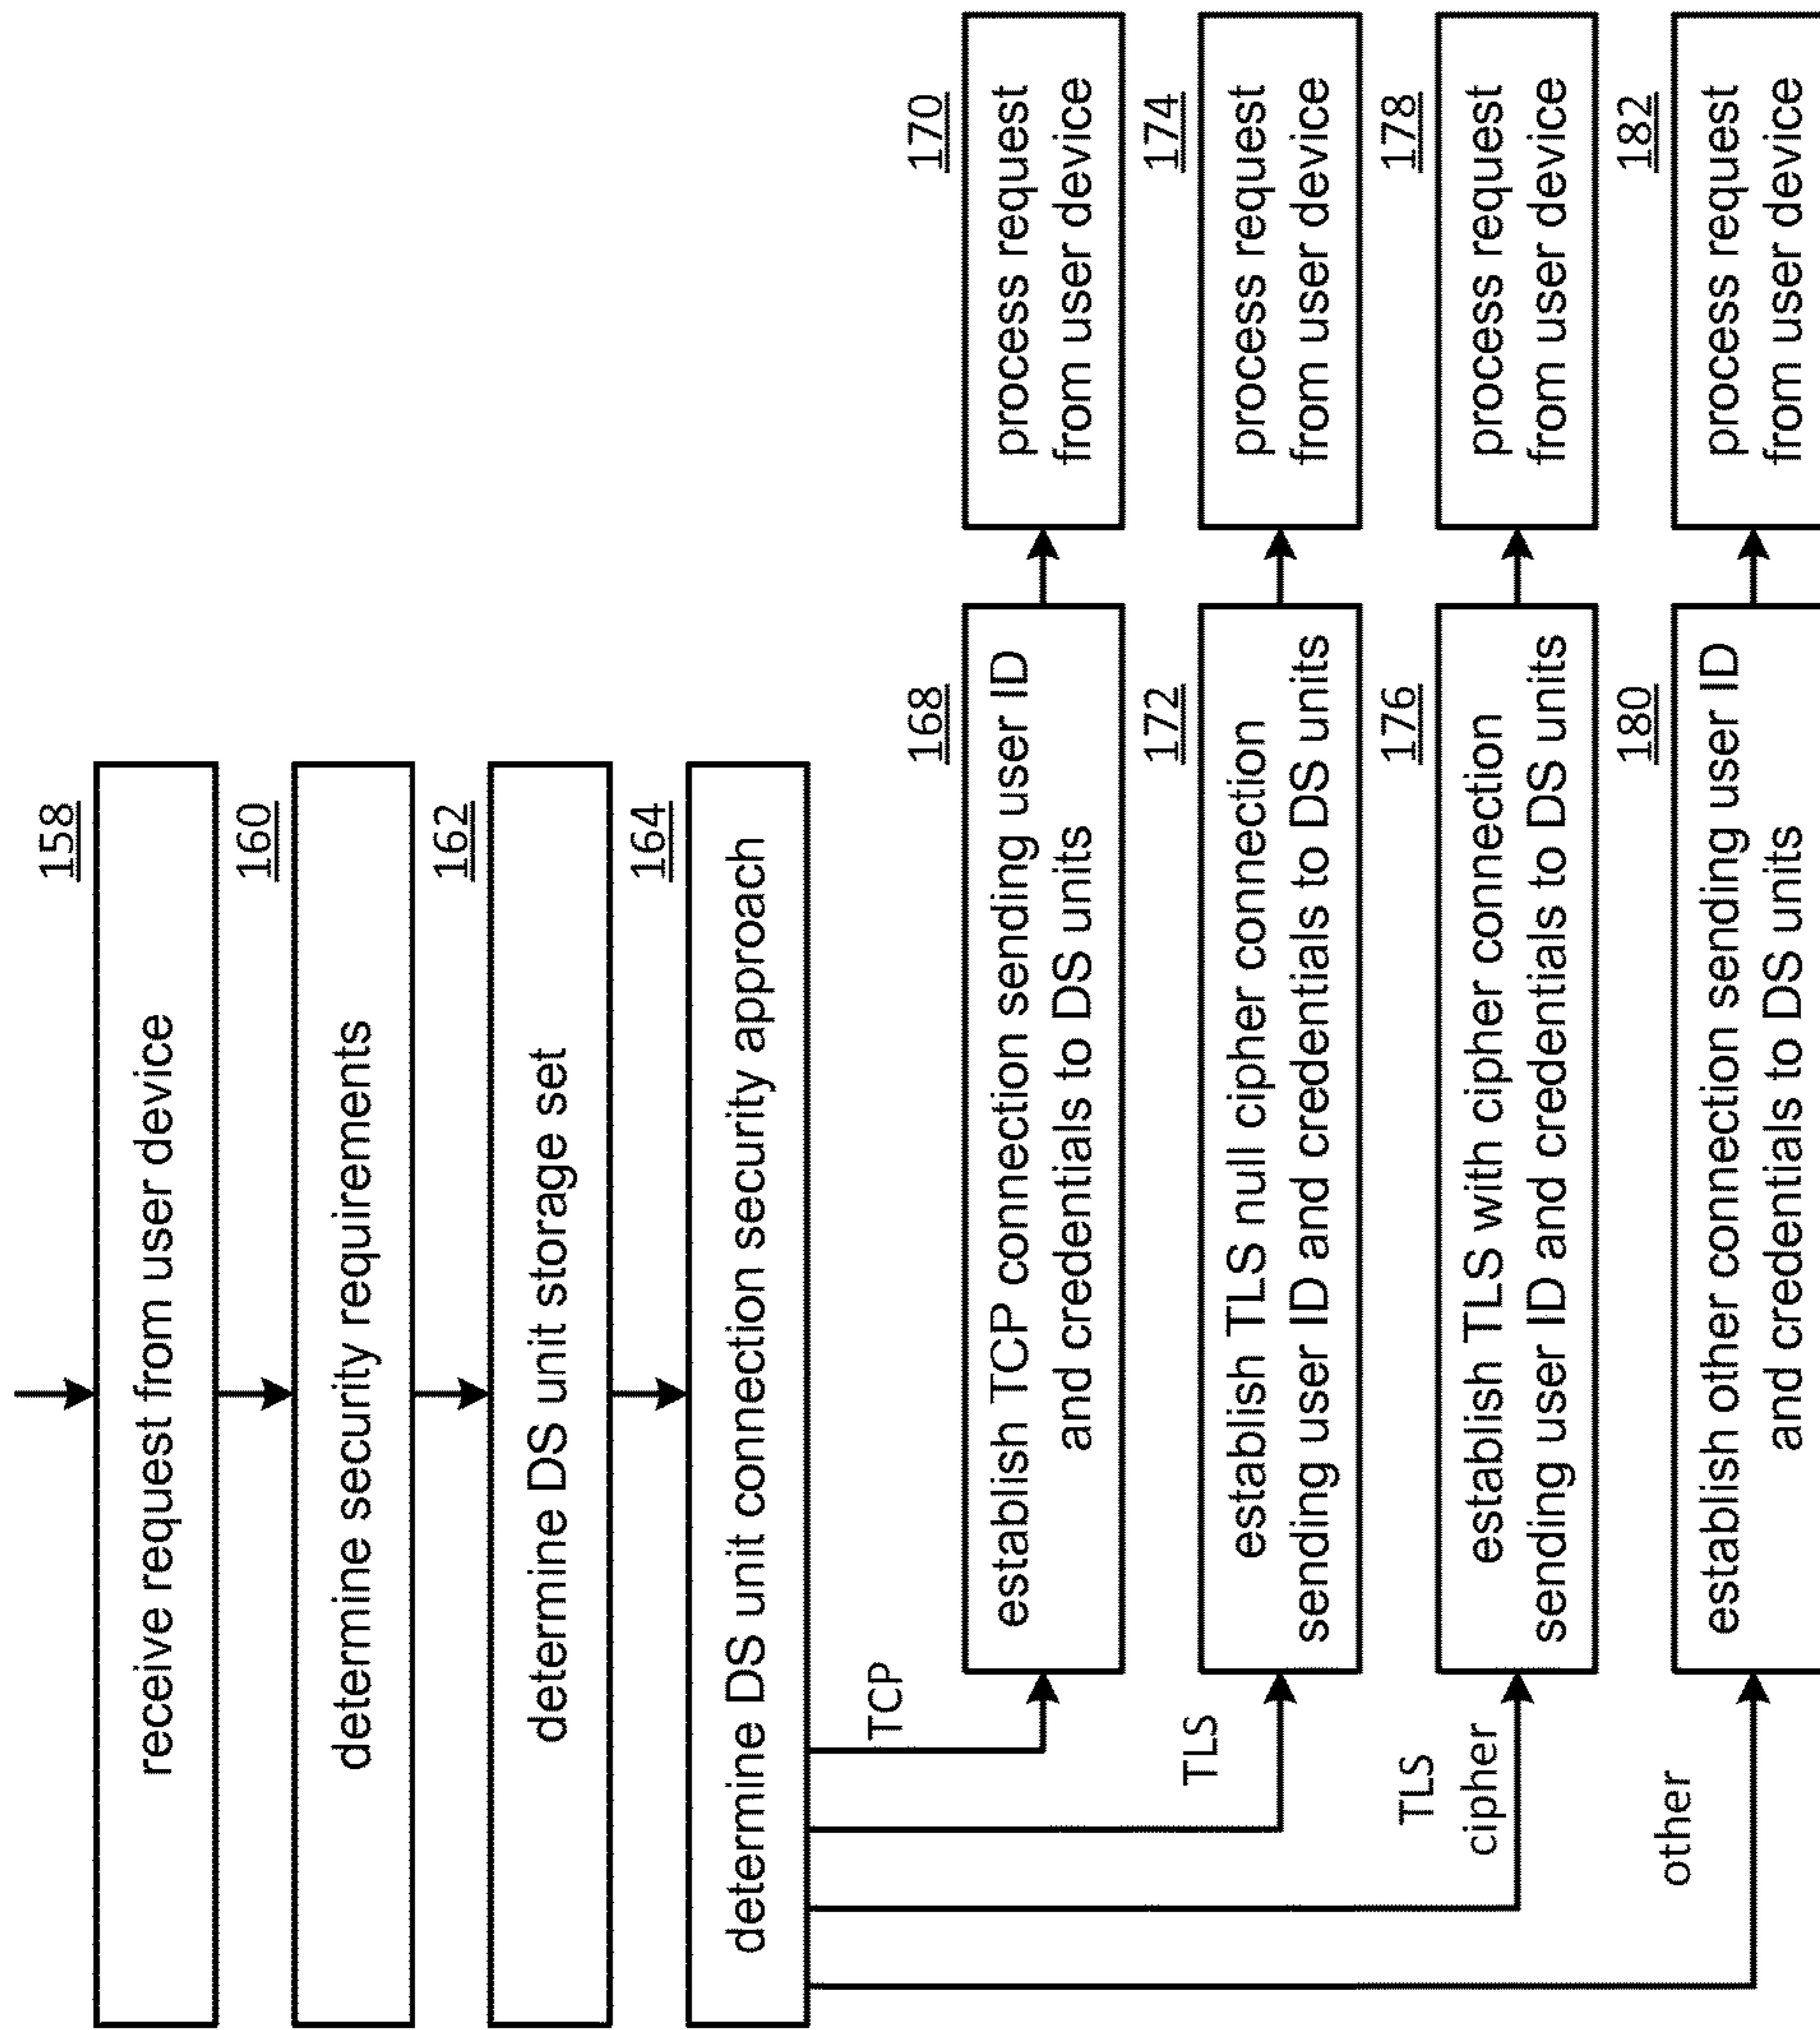 158
receive request from user device
160
determine security requirements
162
determine DS unit storage set
164
determine DS unit connection security approach
TCP
168
establish TCP connection sending user ID
and credentials to DS units
170
process request
from user device
TLS
172
establish TLS null cipher connection
sending user ID and credentials to DS units
174
process request
from user device
TLS
cipher
176
establish TLS with cipher connection
sending user ID and credentials to DS units
178
process request
from user device
other
180
establish other connection sending user ID
and credentials to DS units
182
process request
from user device